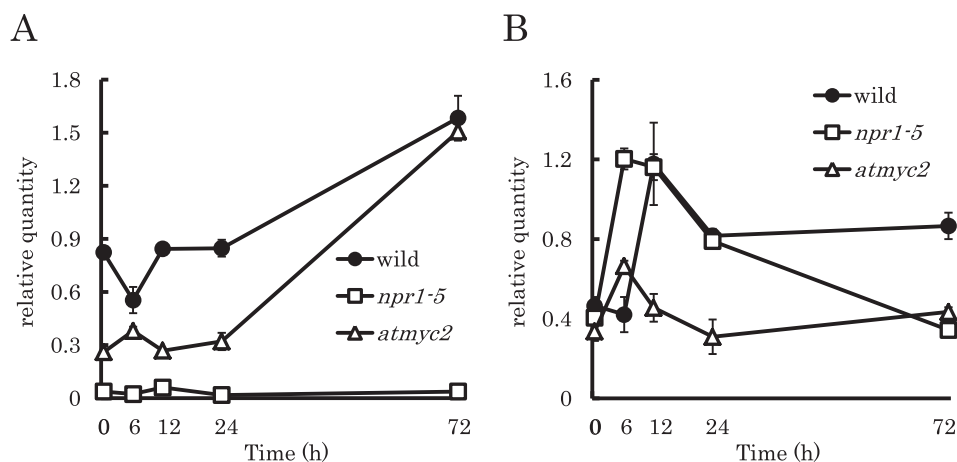 A
relative quantity
1.8
1.5
1.2
0.9
0.6
0.3
0
0 6 12 24 72
Time (h)
wild
npr1-5
atmyc2
B
relative quantity
1.6
1.2
0.8
0.4
0
0 6 12 24 72
Time (h)
wild
npr1-5
atmyc2